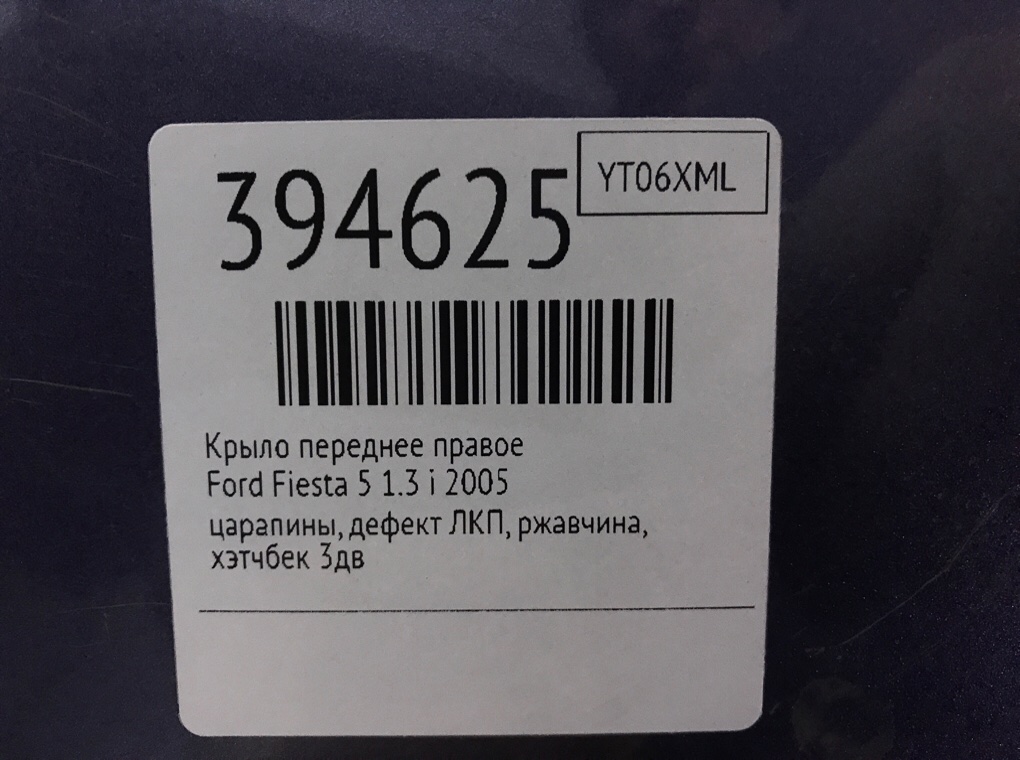 394625
YT06XML
Крыло переднее правое
Ford Fiesta 5 1.3 i 2005
царапины, дефект ЛКП, ржавчина,
хэтчбек 3дв